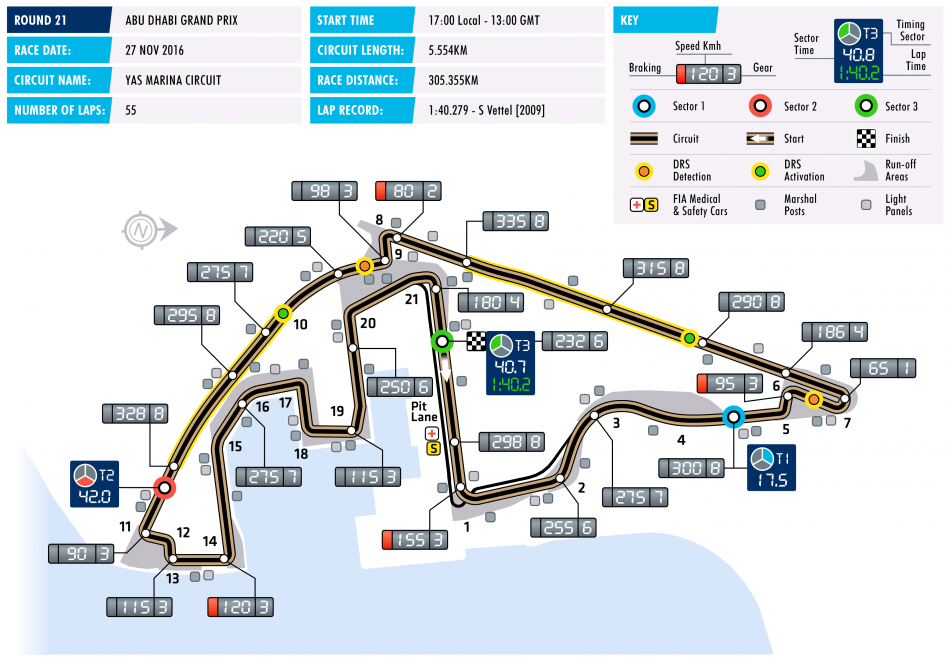 ROUND 21
ABU DHABI GRAND PRIX
START TIME
17:00 Local - 13:00 GMT
RACE DATE:
27 NOV 2016
CIRCUIT LENGTH:
5.554KM
CIRCUIT NAME:
YAS MARINA CIRCUIT
RACE DISTANCE:
305.355KM
NUMBER OF LAPS:
55
LAP RECORD:
1:40.279 - S Vettel [2009]
KEY
Speed Kmh
Braking
120 3
Gear
Sector
Time
T3
40.8
1:40.2
Timing
Sector
Lap
Time
Sector 1
Sector 2
Sector 3
Circuit
Start
Finish
DRS
Detection
DRS
Activation
Run-off
Areas
S
FIA Medical
& Safety Cars
Marshal
Posts
Light
Panels
N
98 3
80 2
335 8
220 5
8
9
315 8
275 7
10
21
180 4
290 8
295 8
20
T3
40.7
1:40.2
232 6
186 4
65 1
250 6
95 3
6
7
328 8
16
17
19
Pit
Lane
S
3
4
5
15
18
298 8
T2
42.0
275 7
115 3
300 8
T1
17.5
2
275 7
11
12
14
1
255 6
155 3
90 3
13
115 3
120 3